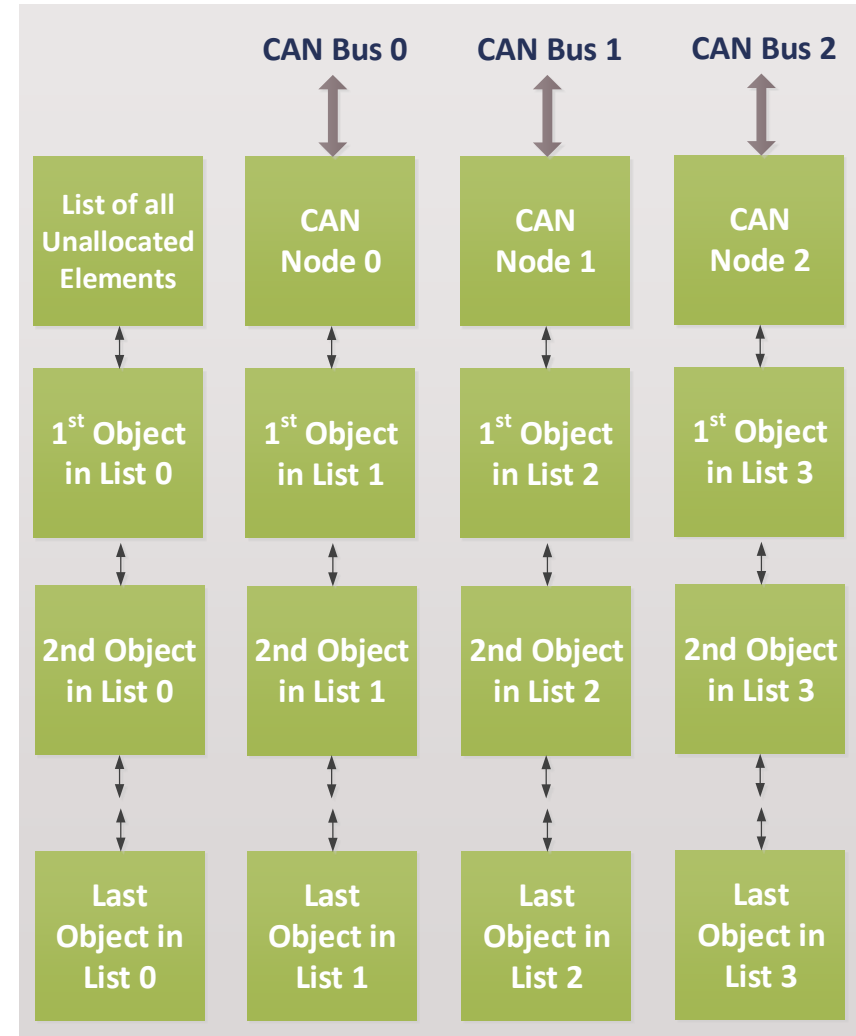 CAN Bus 0
CAN Bus 1
CAN Bus 2
List of all
Unallocated
Elements
CAN
Node 0
CAN
Node 1
CAN
Node 2
1st Object
in List 0
1st Object
in List 1
1st Object
in List 2
1st Object
in List 3
2nd Object
in List 0
2nd Object
in List 1
2nd Object
in List 2
2nd Object
in List 3
Last
Object in
List 0
Last
Object in
List 1
Last
Object in
List 2
Last
Object in
List 3